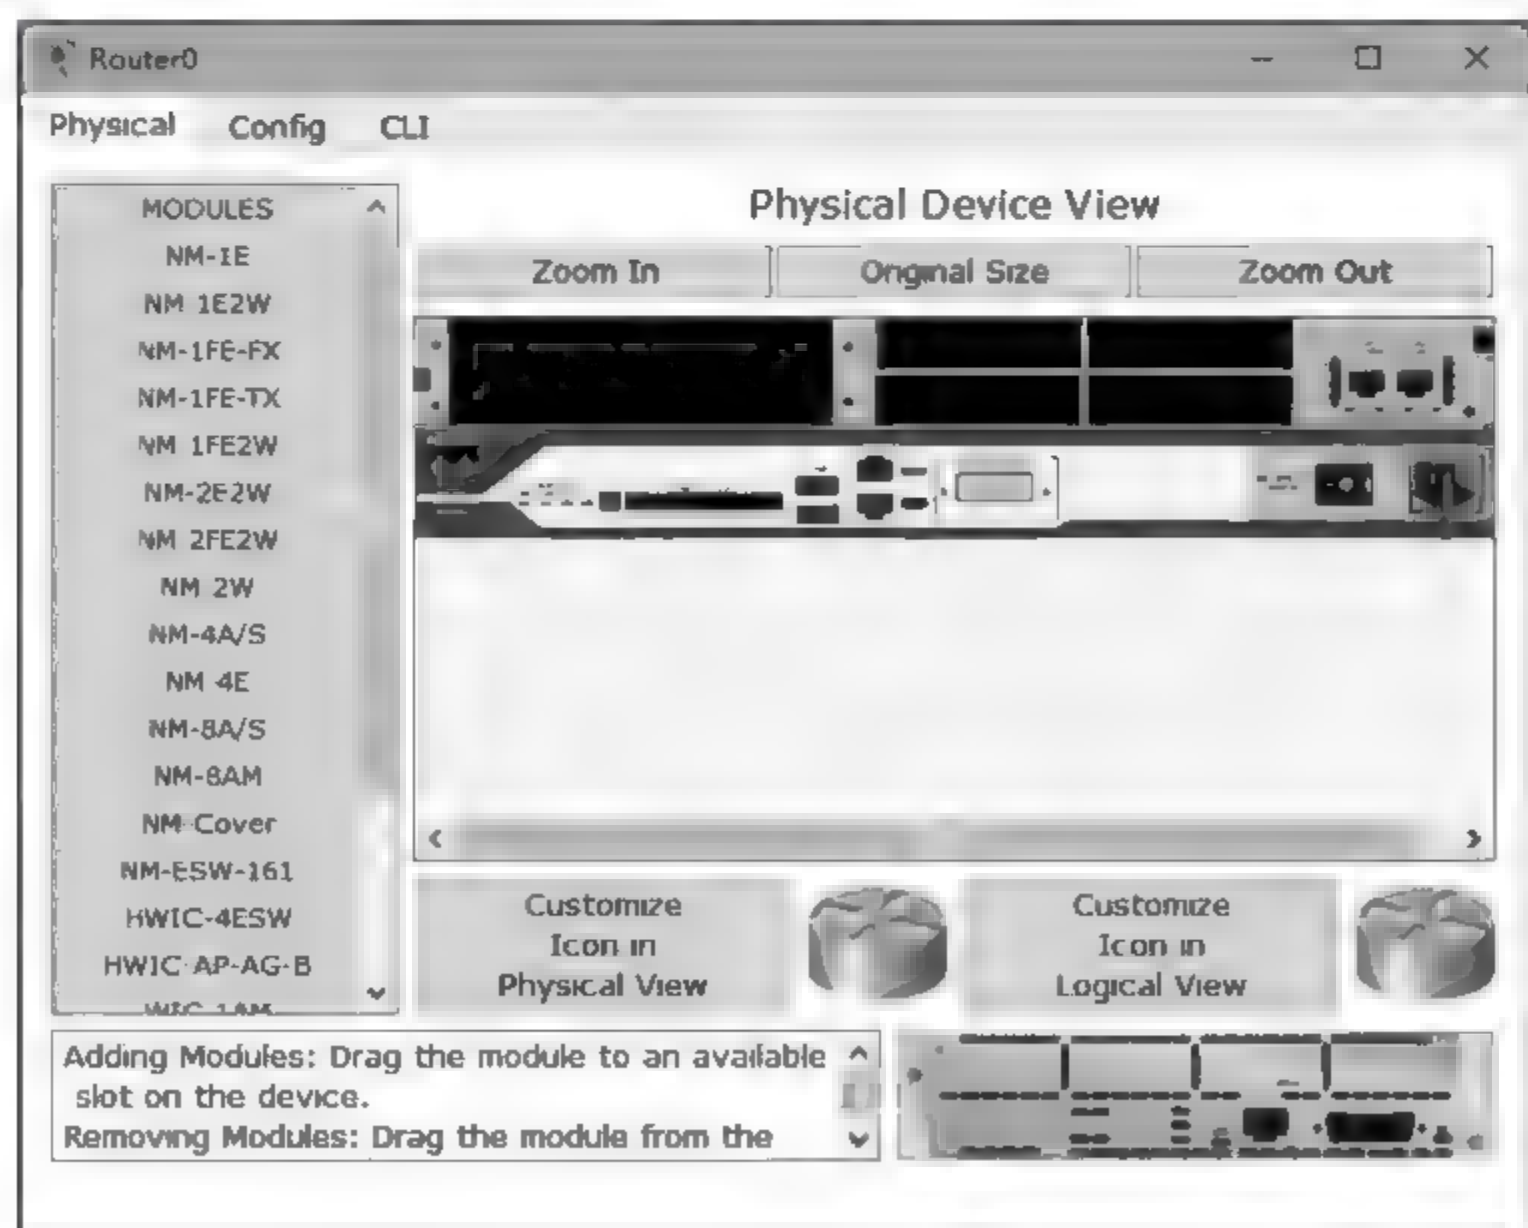 Router0
Physical Config CLI
MODULES
NM-1E
NM 1E2W
NM-1FE-FX
NM-1FE-TX
NM 1FE2W
NM-2E2W
NM 2FE2W
NM 2W
NM-4A/S
NM 4E
NM-8A/S
NM-8AM
NM-Cover
NM-ESW-161
HWIC-4ESW
HWIC-AP-AG-B
WIC-1AM
Physical Device View
Zoom In Original Size Zoom Out
Customize
Icon in
Physical View
Customize
Icon in
Logical View
Adding Modules: Drag the module to an available
slot on the device.
Removing Modules: Drag the module from the